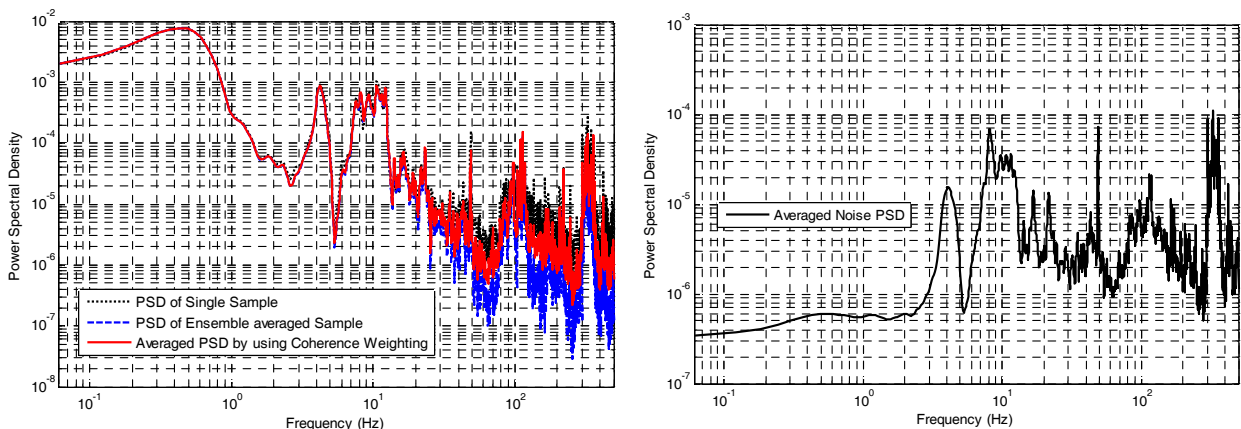 10^-2
10^-3
10^-4
10^-5
10^-6
10^-7
10^-8
Power Spectral Density
PSD of Single Sample
PSD of Ensemble averaged Sample
Averaged PSD by using Coherence Weighting
10^-1 10^0 10^1 10^2
Frequency (Hz)
10^-3
10^-4
10^-5
10^-6
10^-7
Power Spectral Density
Averaged Noise PSD
10^-1 10^0 10^1 10^2
Frequency (Hz)